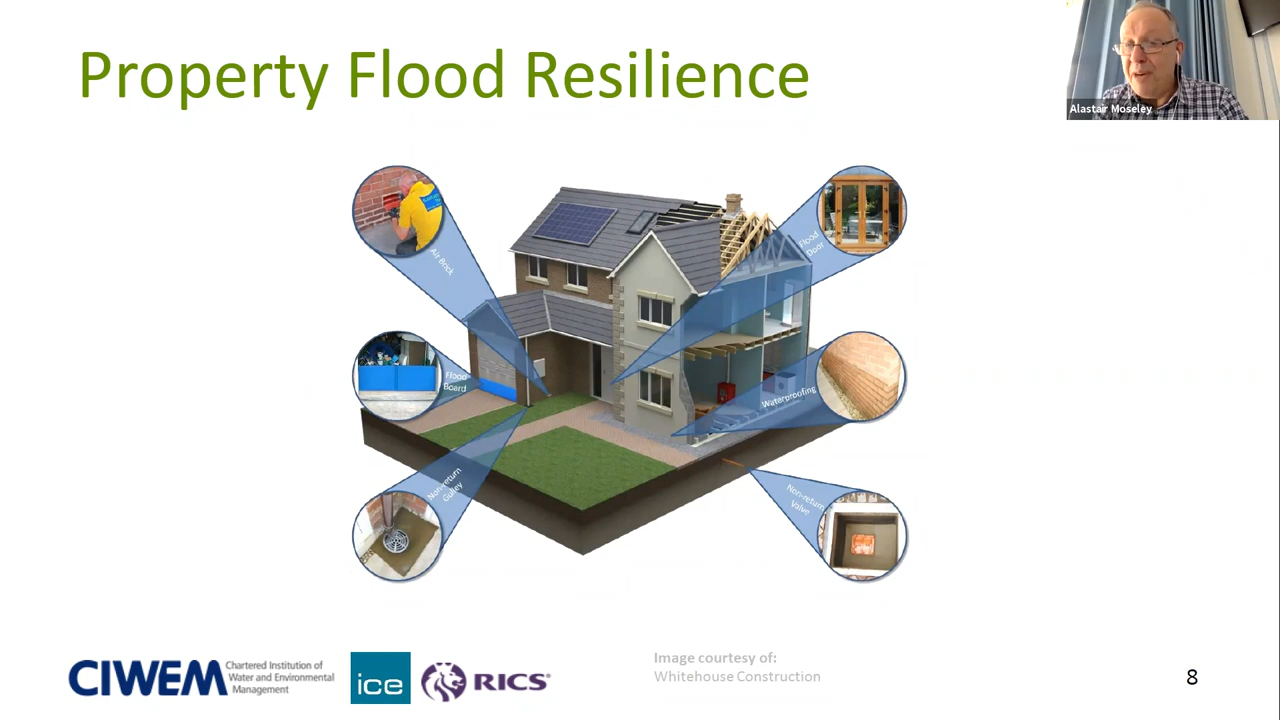 Property Flood Resilience
Alastair Moseley
Air Brick
Flood
Door
Flood
Board
Waterproofing
Non-return
Gulley
Non-return
Valve
CIWEM
Chartered Institution of
Water and Environmental
Management
ice
RICS
Image courtesy of:
Whitehouse Construction
8